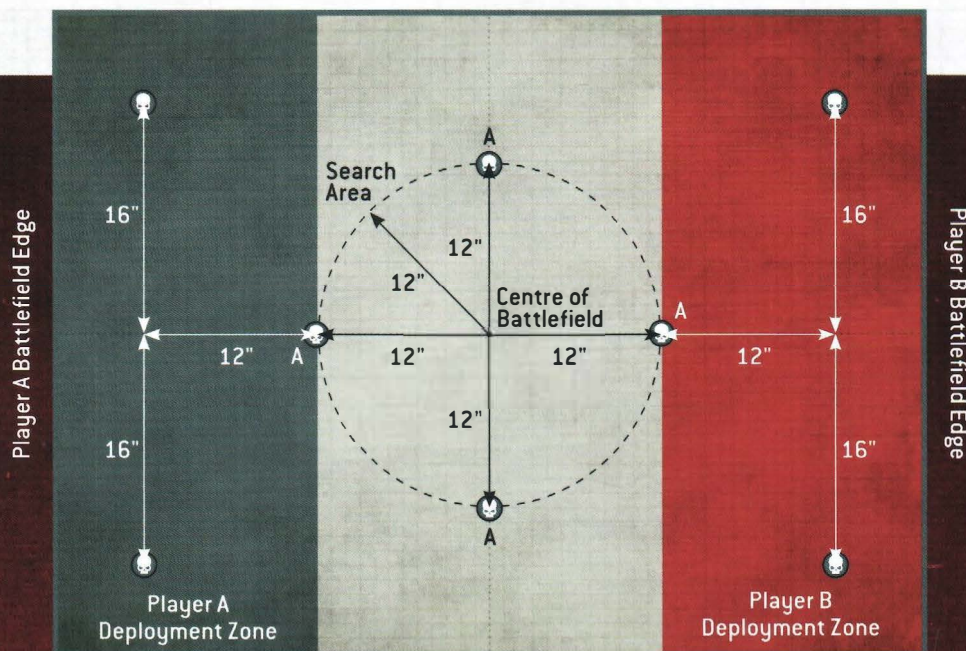 A
Search
Area
16"
16"
12"
12"
Centre of
Battlefield
A
12"
A
12"
12"
12"
12"
16"
16"
A
Player A
Deployment Zone
Player B
Deployment Zone
Player A Battlefield Edge
Player B Battlefield Edge